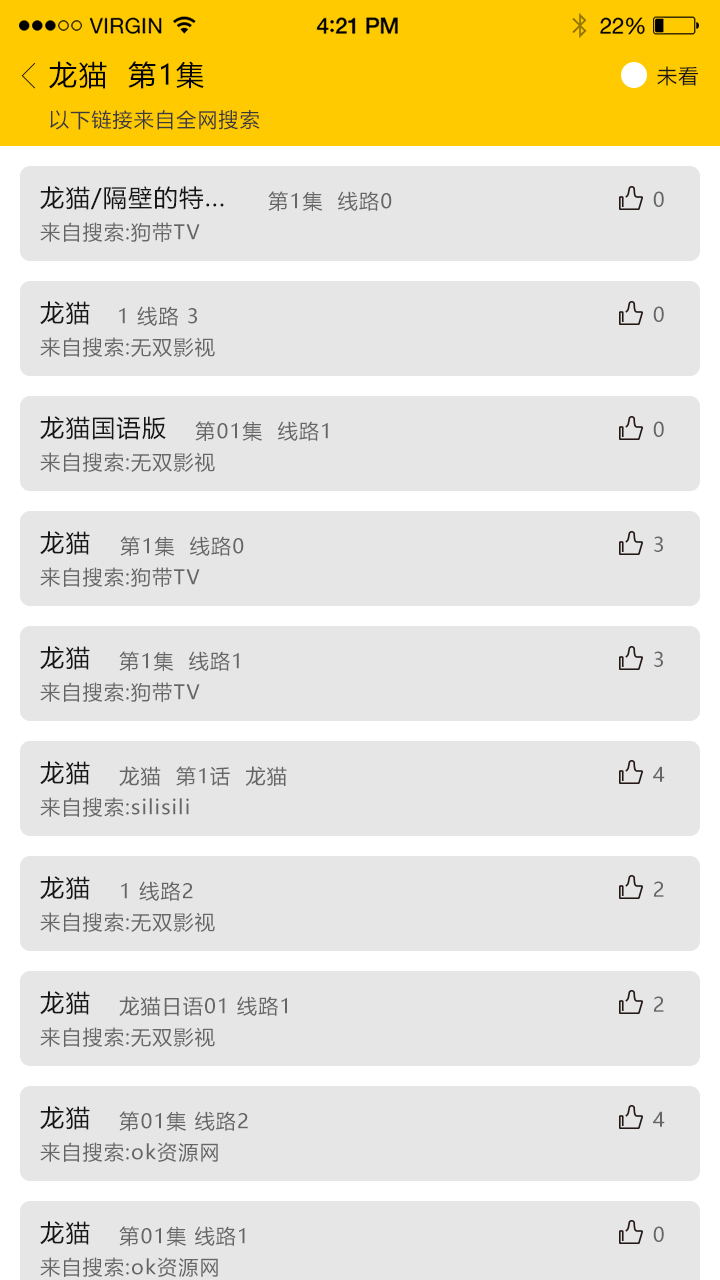 VIRGIN 4:21 PM 22%
龙猫 第1集 未看
以下链接来自全网搜索
龙猫/隔壁的特... 第1集 线路0 0
来自搜索:狗带TV
龙猫 1 线路 3 0
来自搜索:无双影视
龙猫国语版 第01集 线路1 0
来自搜索:无双影视
龙猫 第1集 线路0 3
来自搜索:狗带TV
龙猫 第1集 线路1 3
来自搜索:狗带TV
龙猫 龙猫 第1话 龙猫 4
来自搜索:silisili
龙猫 1 线路2 2
来自搜索:无双影视
龙猫 龙猫日语01 线路1 2
来自搜索:无双影视
龙猫 第01集 线路2 4
来自搜索:ok资源网
龙猫 第01集 线路1 0
来自搜索:ok资源网